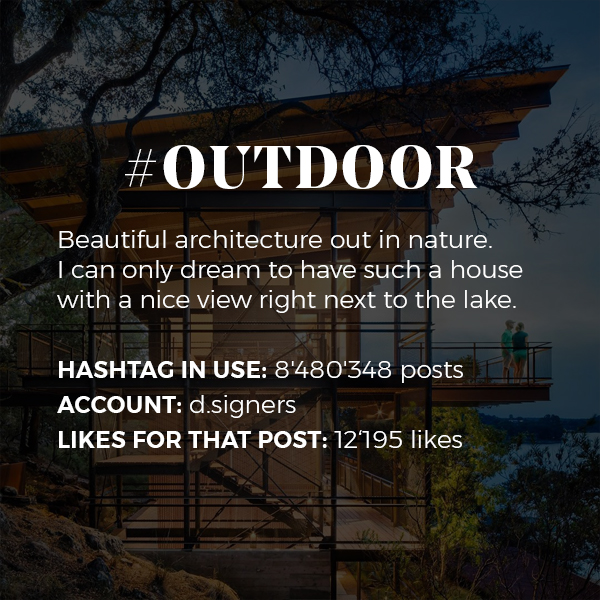 #OUTDOOR
Beautiful architecture out in nature.
I can only dream to have such a house
with a nice view right next to the lake.
HASHTAG IN USE: 8'480'348 posts
ACCOUNT: d.signers
LIKES FOR THAT POST: 12‘195 likes